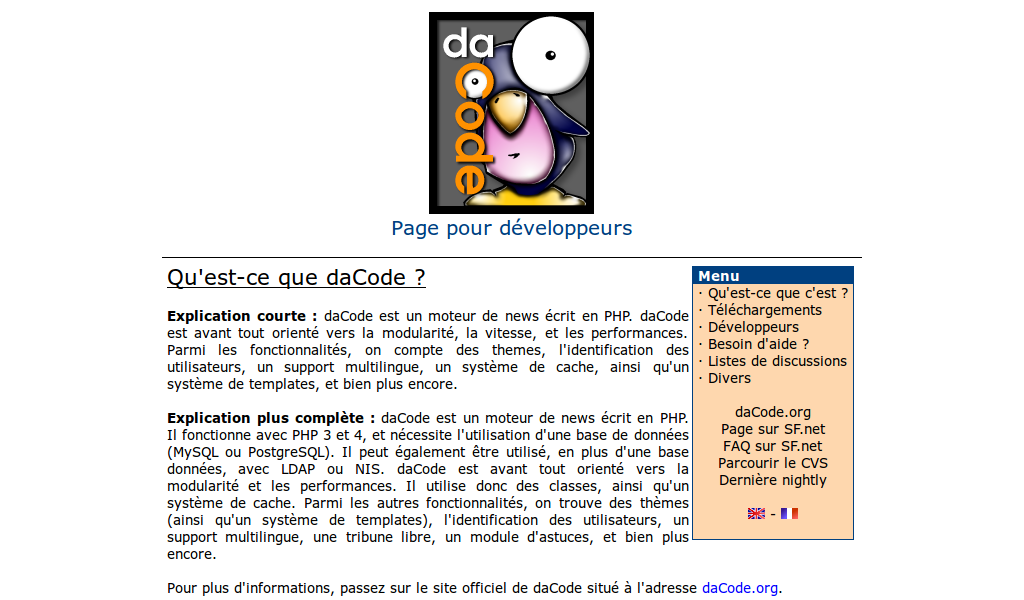 da
Code
Page pour développeurs
Qu'est-ce que daCode ?
Explication courte : daCode est un moteur de news écrit en PHP. daCode
est avant tout orienté vers la modularité, la vitesse, et les performances.
Parmi les fonctionnalités, on compte des themes, l'identification des
utilisateurs, un support multilingue, un système de cache, ainsi qu'un
système de templates, et bien plus encore.
Explication plus complète : daCode est un moteur de news écrit en PHP.
Il fonctionne avec PHP 3 et 4, et nécessite l'utilisation d'une base de données
(MySQL ou PostgreSQL). Il peut également être utilisé, en plus d'une base
données, avec LDAP ou NIS. daCode est avant tout orienté vers la
modularité et les performances. Il utilise donc des classes, ainsi qu'un
système de cache. Parmi les autres fonctionnalités, on trouve des thèmes
(ainsi qu'un système de templates), l'identification des utilisateurs, un
support multilingue, une tribune libre, un module d'astuces, et bien plus
encore.
Pour plus d'informations, passez sur le site officiel de daCode situé à l'adresse daCode.org.
Menu
· Qu'est-ce que c'est ?
· Téléchargements
· Développeurs
· Besoin d'aide ?
· Listes de discussions
· Divers
daCode.org
Page sur SF.net
FAQ sur SF.net
Parcourir le CVS
Dernière nightly
-